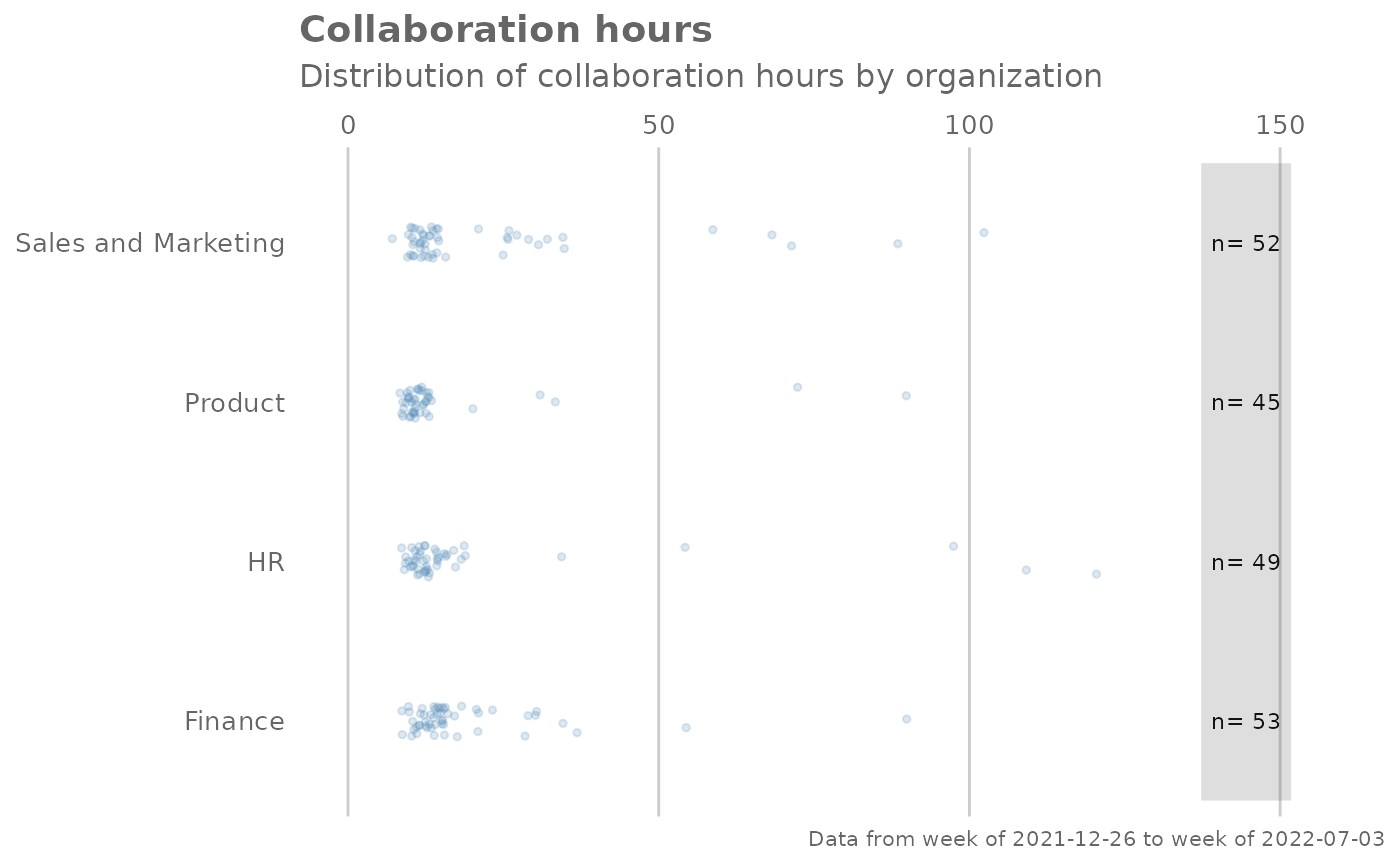 Collaboration hours
Distribution of collaboration hours by organization
0 50 100 150
Sales and Marketing n= 52
Product n= 45
HR n= 49
Finance n= 53
Data from week of 2021-12-26 to week of 2022-07-03